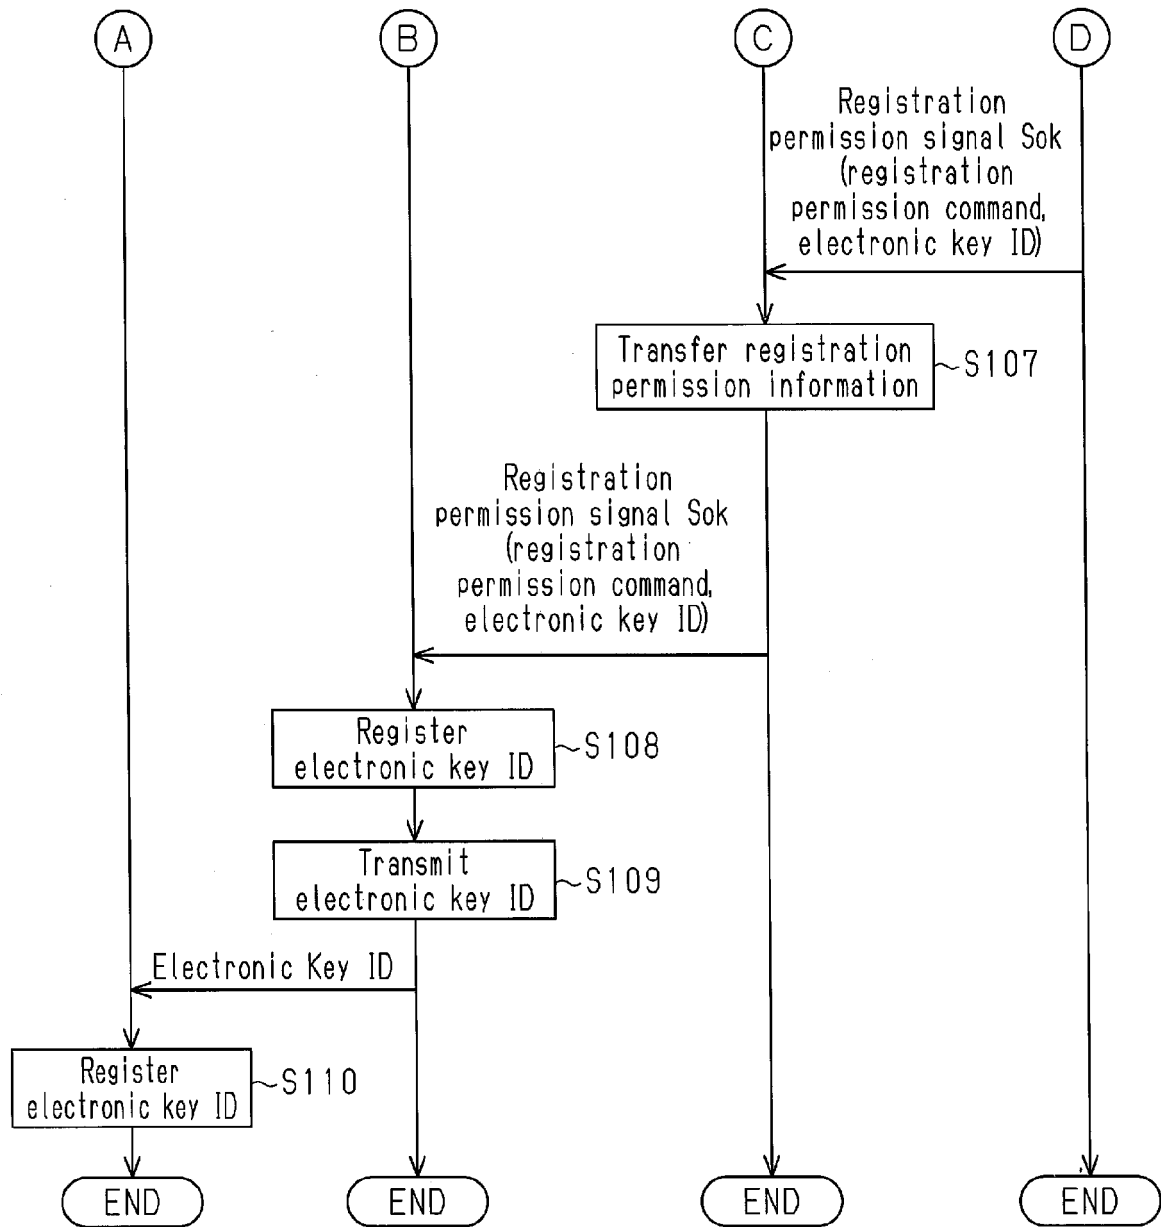 A
B
C
D
Registration
permission signal Sok
(registration
permission command,
electronic key ID)
Transfer registration
permission information
S107
Registration
permission signal Sok
(registration
permission command,
electronic key ID)
Register
electronic key ID
S108
Transmit
electronic key ID
S109
Electronic Key ID
Register
electronic key ID
S110
END
END
END
END